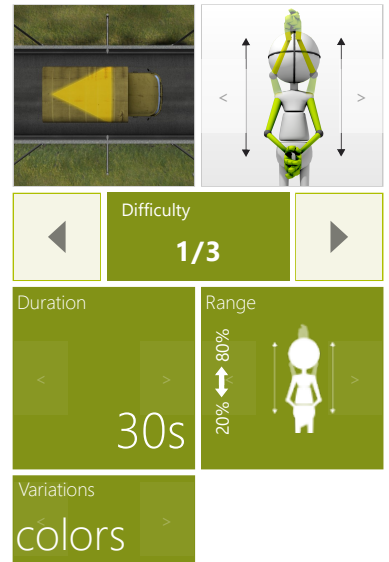 < >
Difficulty
1/3
Duration
< >
30s
Range
20% 80%
< >
Variations
< >
colors